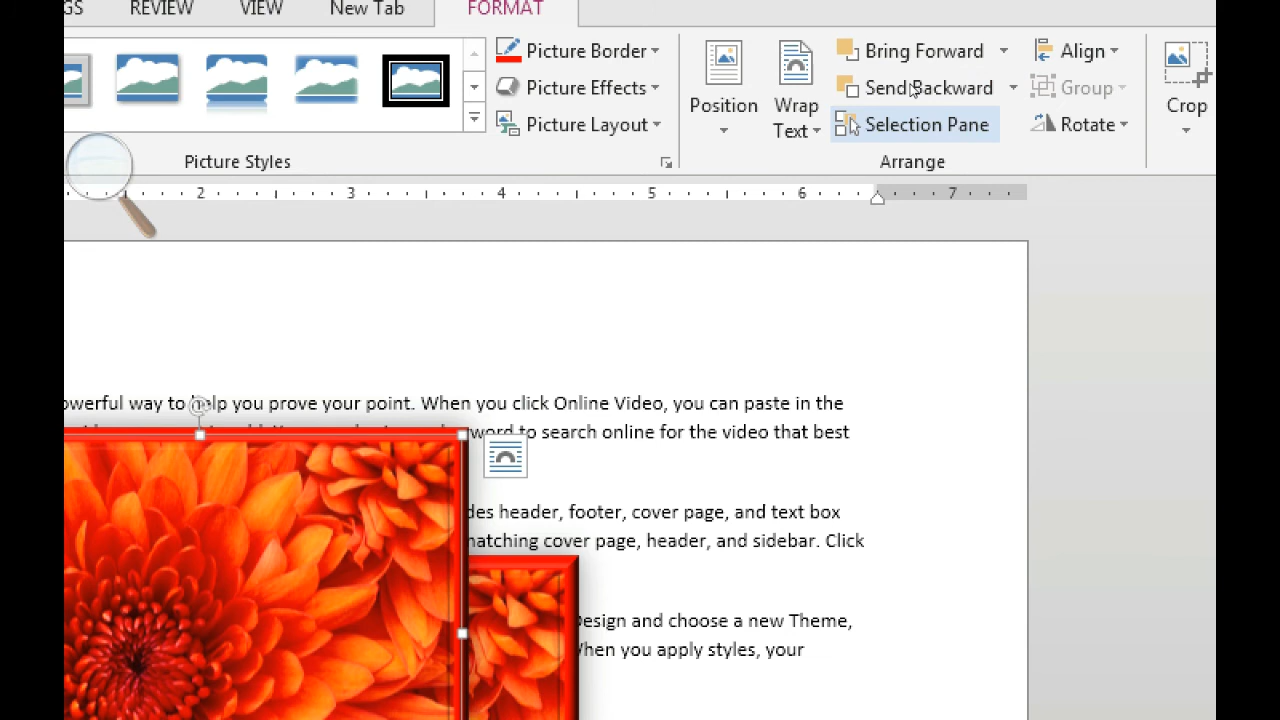 GS REVIEW VIEW New Tab FORMAT
Picture Border Bring Forward Align
Picture Effects Position Wrap Send Backward Group Crop
Picture Layout Text Selection Pane Rotate
Picture Styles Arrange
2 3 4 5 6 7
owerful way to help you prove your point. When you click Online Video, you can paste in the
to search online for the video that best
des header, footer, cover page, and text box
matching cover page, header, and sidebar. Click
Design and choose a new Theme,
When you apply styles, your